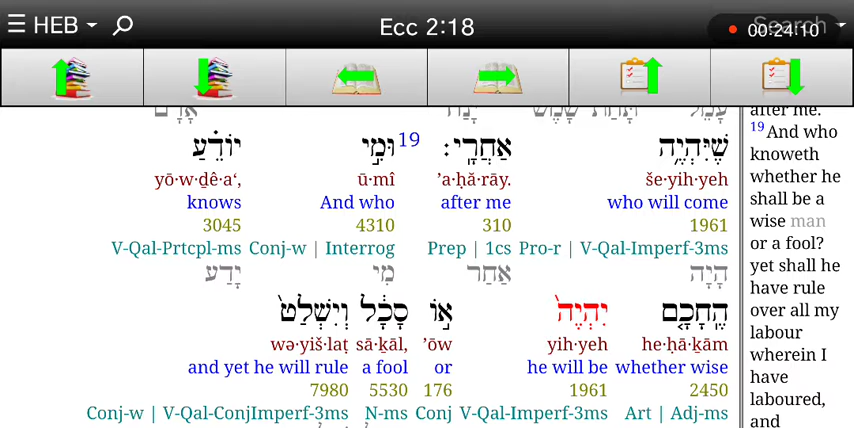 ☰ HEB
Ecc 2:18
00:24:10
שֶׁיִּהְיֶ֥ה אַחֲרָֽי׃ 19 וּמִ֣י יוֹדֵ֗עַ
še·yih·yeh ’a·ḥă·rāy. ū·mî yō·w·ḏê·a‘,
who will come after me And who knows
1961 310 4310 3045
Pro-r | V-Qal-Imperf-3ms Prep | 1cs Conj-w | Interrog V-Qal-Prtcpl-ms
הָיָה אַחַר מִי יָדַע
הֶֽחָכָ֤ם יִהְיֶה֙ א֣וֹ סָכָ֔ל וְיִשְׁלַט֙
he·ḥā·ḵām yih·yeh ’ōw sā·ḵāl, wə·yiš·laṭ
whether wise he will be or a fool and yet he will rule
2450 1961 176 5530 7980
Art | Adj-ms V-Qal-Imperf-3ms Conj N-ms Conj-w | V-Qal-ConjImperf-3ms
after me.
19 And who
knoweth
whether he
shall be a
wise man
or a fool?
yet shall he
have rule
over all my
labour
wherein I
have
laboured,
and